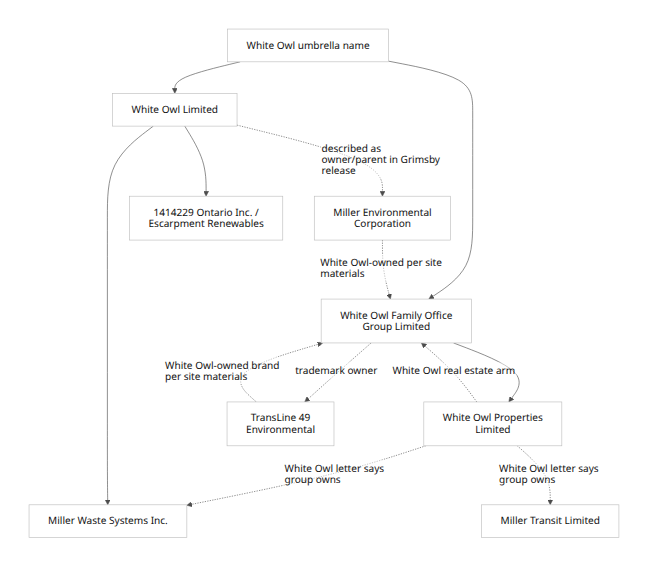 White Owl umbrella name
White Owl Limited
described as
owner/parent in Grimsby
release
1414229 Ontario Inc. /
Escarpment Renewables
Miller Environmental
Corporation
White Owl-owned per site
materials
White Owl Family Office
Group Limited
White Owl-owned brand
per site materials
trademark owner
White Owl real estate arm
TransLine 49
Environmental
White Owl Properties
Limited
White Owl letter says
group owns
White Owl letter says
group owns
Miller Waste Systems Inc.
Miller Transit Limited